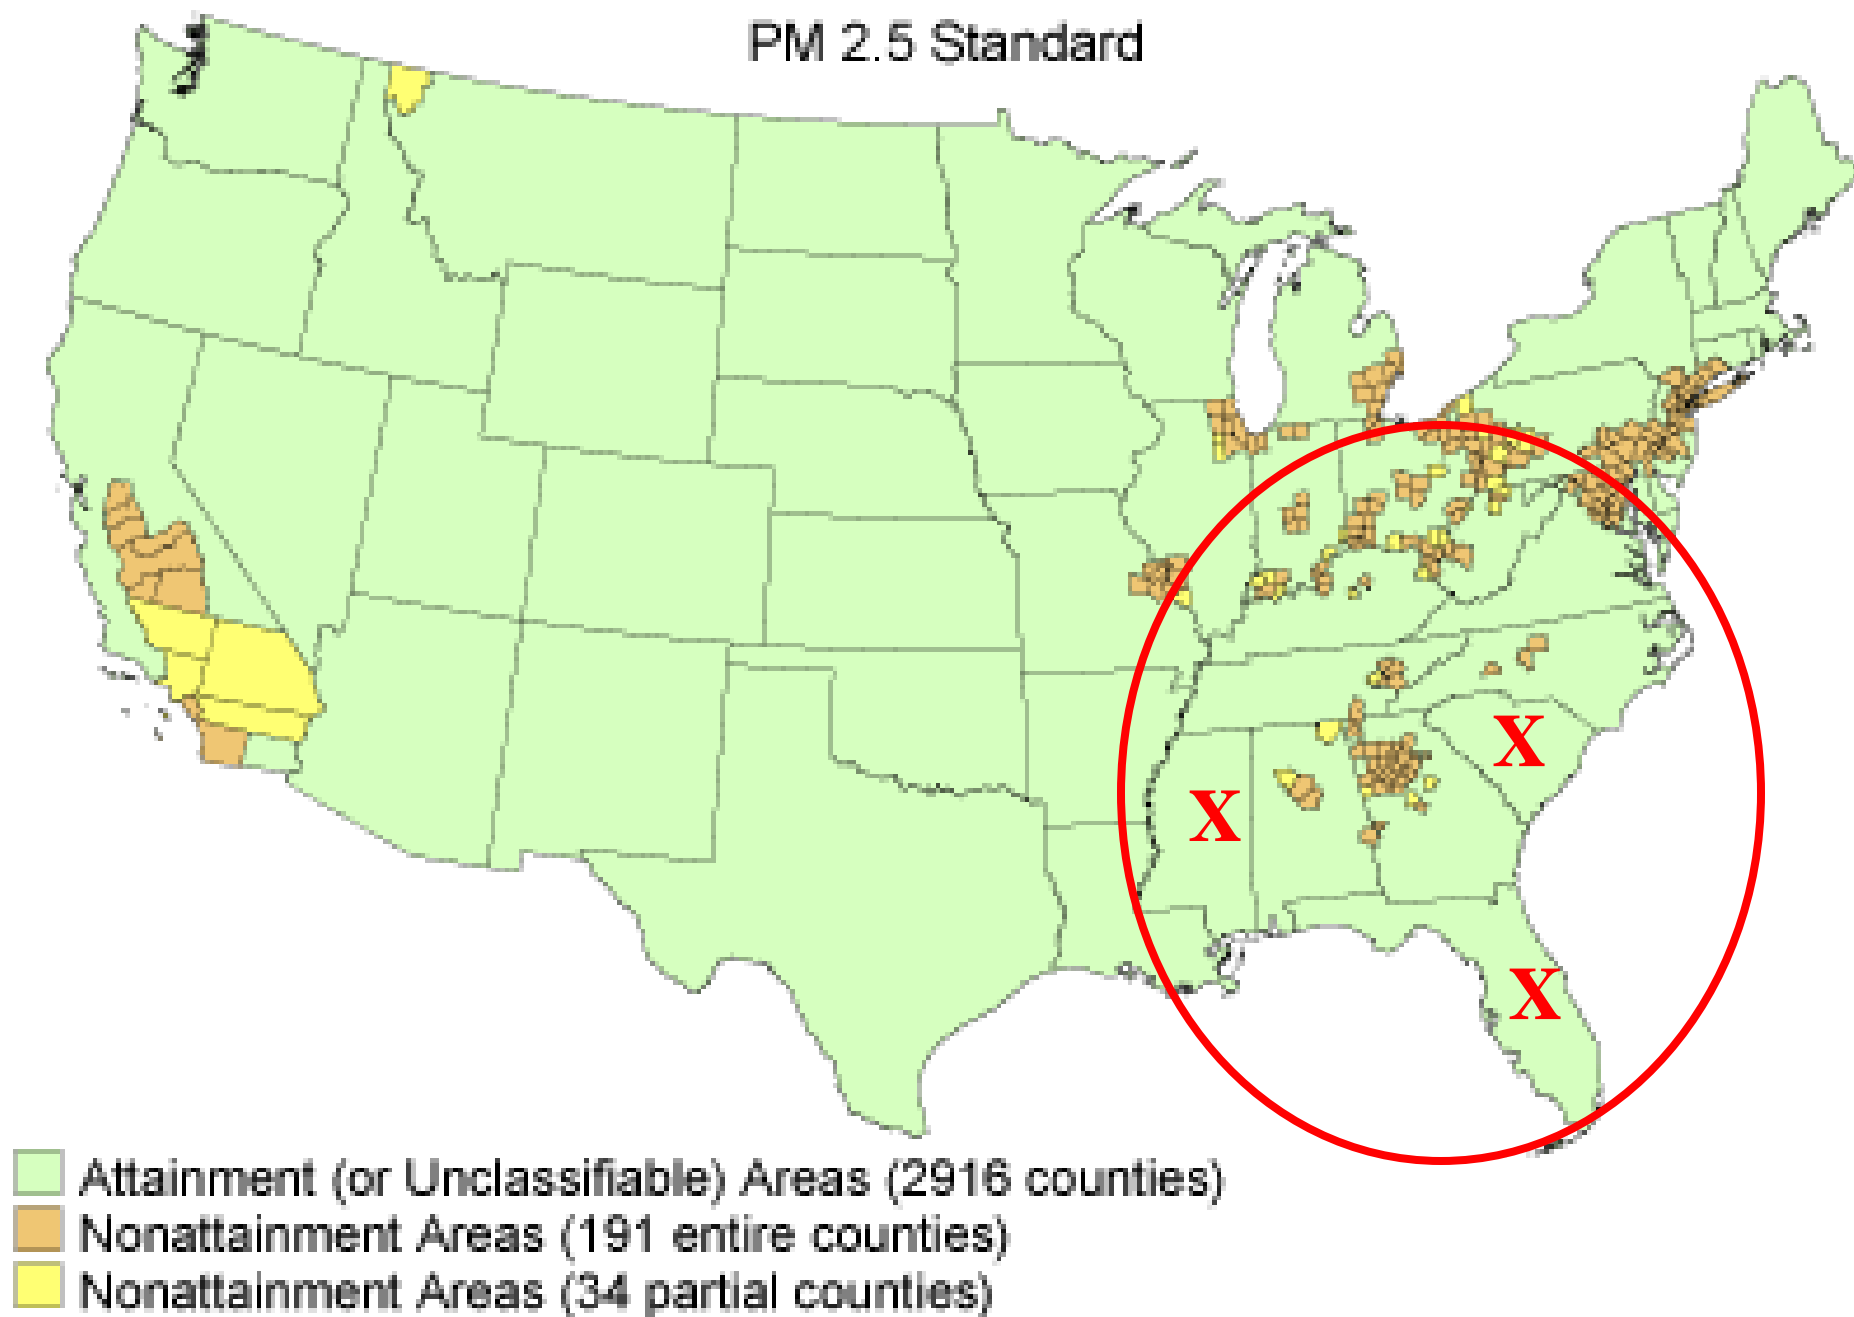 PM 2.5 Standard
X
X
X
Attainment (or Unclassifiable) Areas (2916 counties)
Nonattainment Areas (191 entire counties)
Nonattainment Areas (34 partial counties)